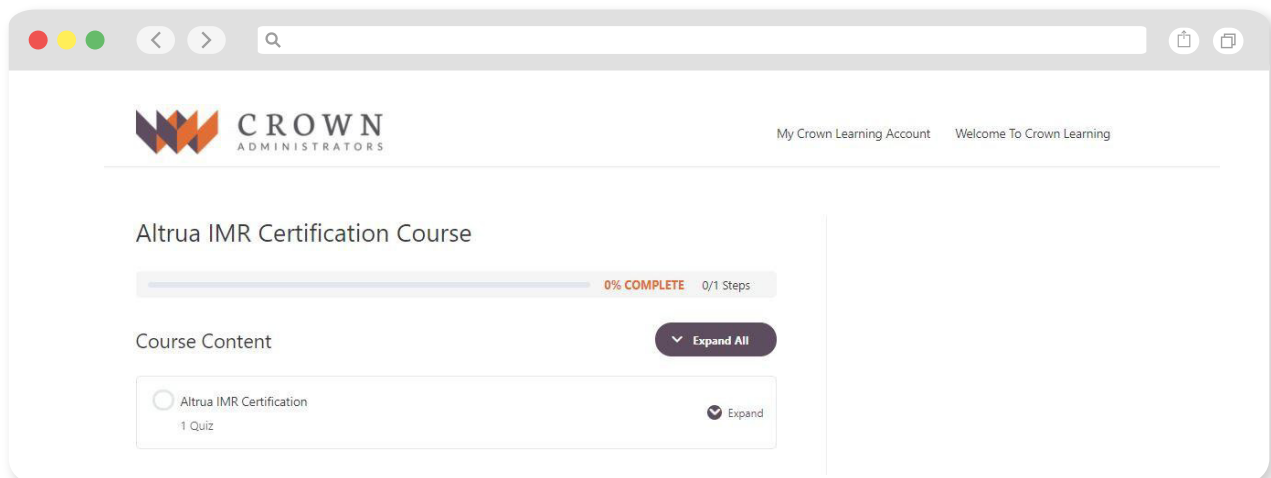 CROWN
ADMINISTRATORS
My Crown Learning Account Welcome To Crown Learning
Altrua IMR Certification Course
0% COMPLETE 0/1 Steps
Course Content
Expand All
Altrua IMR Certification
Expand
1 Quiz